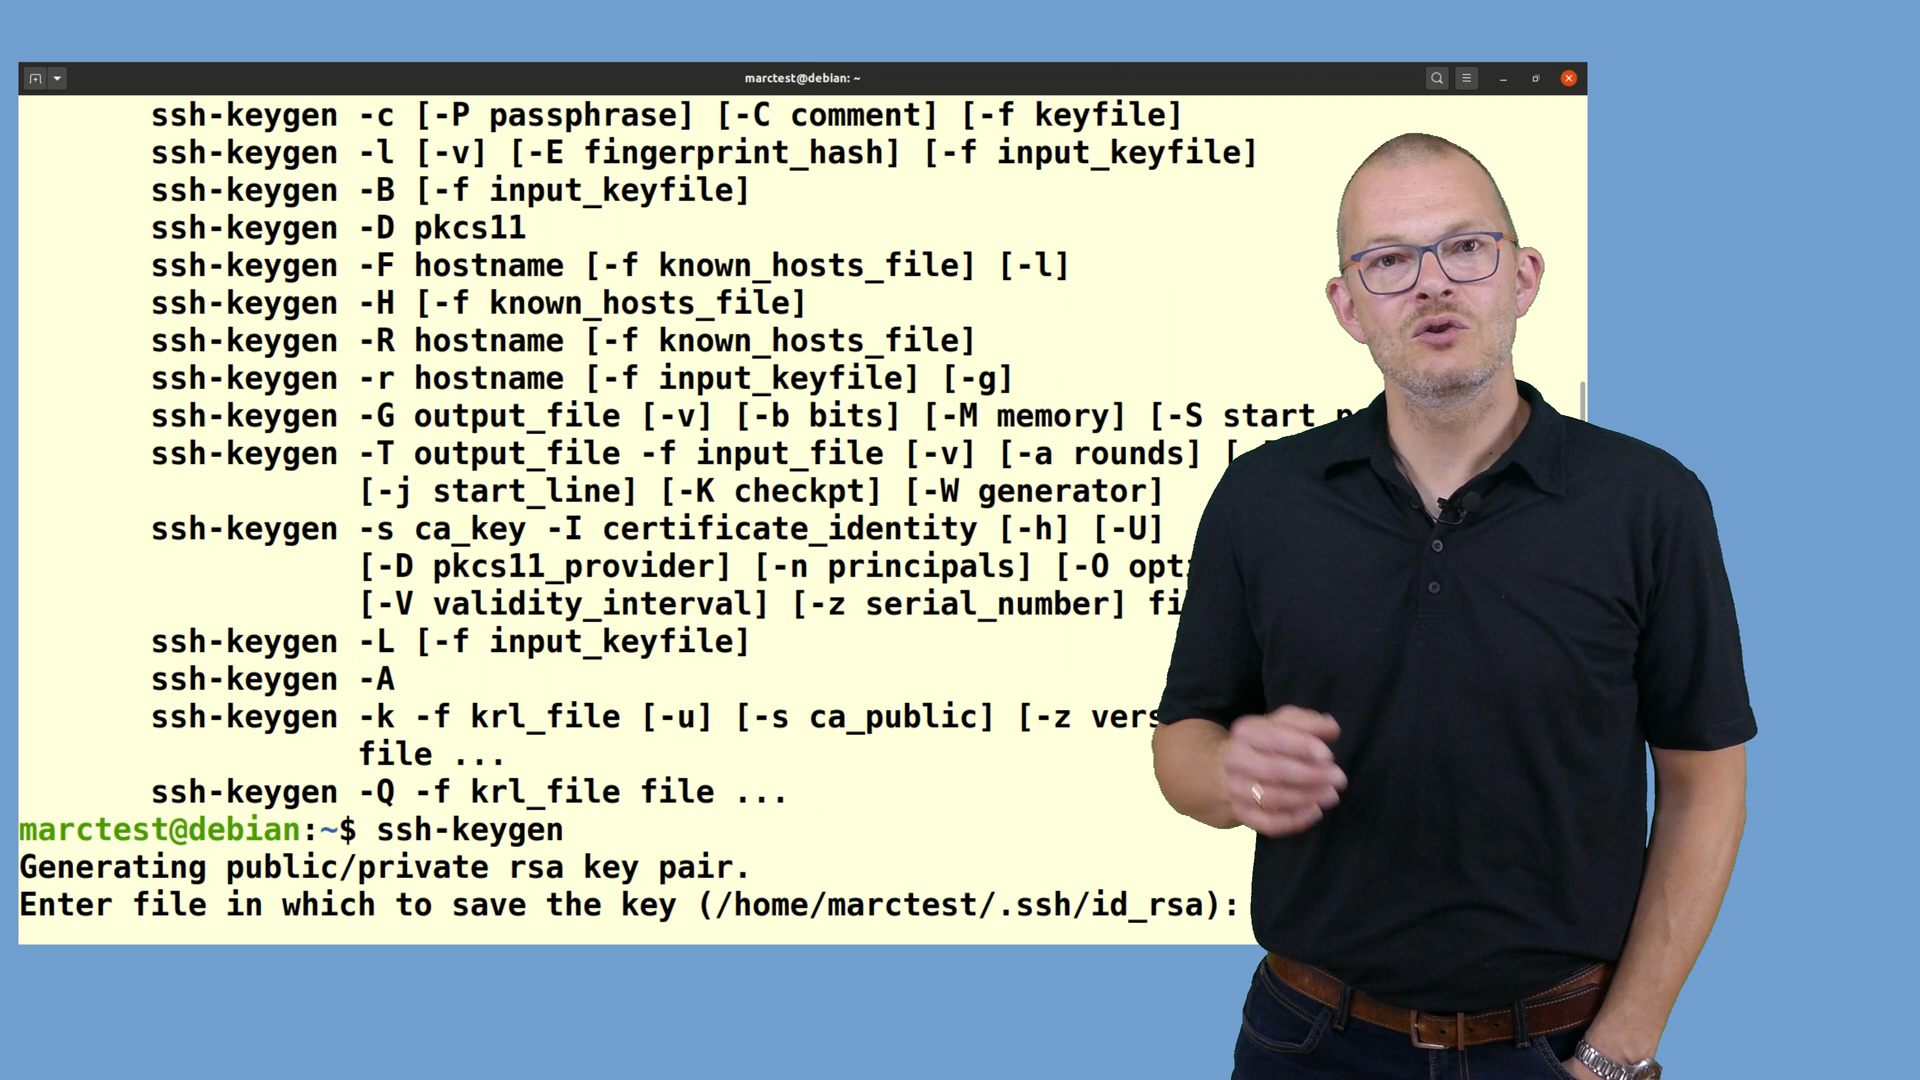 marctest@debian: ~
ssh-keygen -c [-P passphrase] [-C comment] [-f keyfile]
ssh-keygen -l [-v] [-E fingerprint_hash] [-f input_keyfile]
ssh-keygen -B [-f input_keyfile]
ssh-keygen -D pkcs11
ssh-keygen -F hostname [-f known_hosts_file] [-l]
ssh-keygen -H [-f known_hosts_file]
ssh-keygen -R hostname [-f known_hosts_file]
ssh-keygen -r hostname [-f input_keyfile] [-g]
ssh-keygen -G output_file [-v] [-b bits] [-M memory] [-S start
ssh-keygen -T output_file -f input_file [-v] [-a rounds] [
[-j start_line] [-K checkpt] [-W generator]
ssh-keygen -s ca_key -I certificate_identity [-h] [-U]
[-D pkcs11_provider] [-n principals] [-O
[-V validity_interval] [-z serial_number]
ssh-keygen -L [-f input_keyfile]
ssh-keygen -A
ssh-keygen -k -f krl_file [-u] [-s ca_public] [-z
file ...
ssh-keygen -Q -f krl_file file ...
marctest@debian:~$ ssh-keygen
Generating public/private rsa key pair.
Enter file in which to save the key (/home/marctest/.ssh/id_rsa):